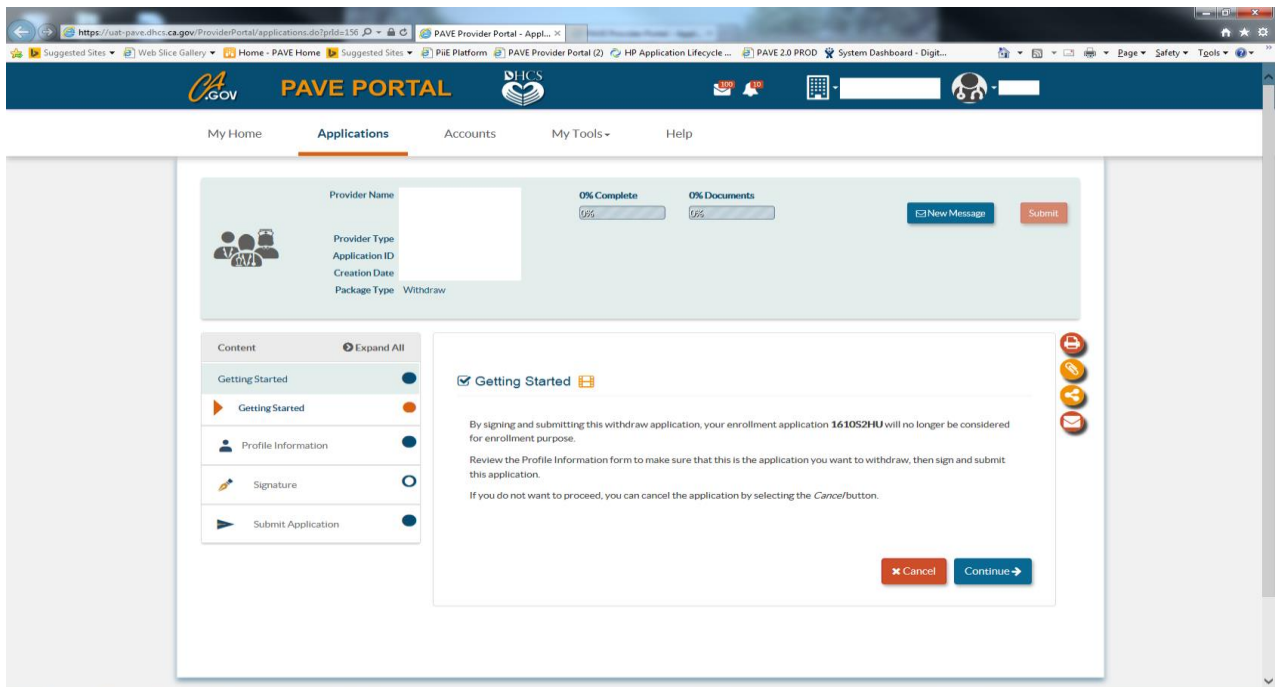 https://uat-pave.dhcs.ca.gov/ProviderPortal/applications.do?prId=156
PAVE Provider Portal - Appl...
Suggested Sites Web Slice Gallery Home - PAVE Home Suggested Sites PiiE Platform PAVE Provider Portal (2) HP Application Lifecycle ... PAVE 2.0 PROD System Dashboard - Digit... Page Safety Tools
CA.GOV PAVE PORTAL DHCS 100 10
My Home Applications Accounts My Tools Help
Provider Name 0% Complete 0% Documents
0% 0% New Message Submit
Provider Type
Application ID
Creation Date
Package Type Withdraw
Content Expand All
Getting Started
Getting Started
Getting Started
Profile Information
Signature
Submit Application
By signing and submitting this withdraw application, your enrollment application 1610S2HU will no longer be considered
for enrollment purpose.
Review the Profile Information form to make sure that this is the application you want to withdraw, then sign and submit
this application.
If you do not want to proceed, you can cancel the application by selecting the Cancel button.
Cancel Continue